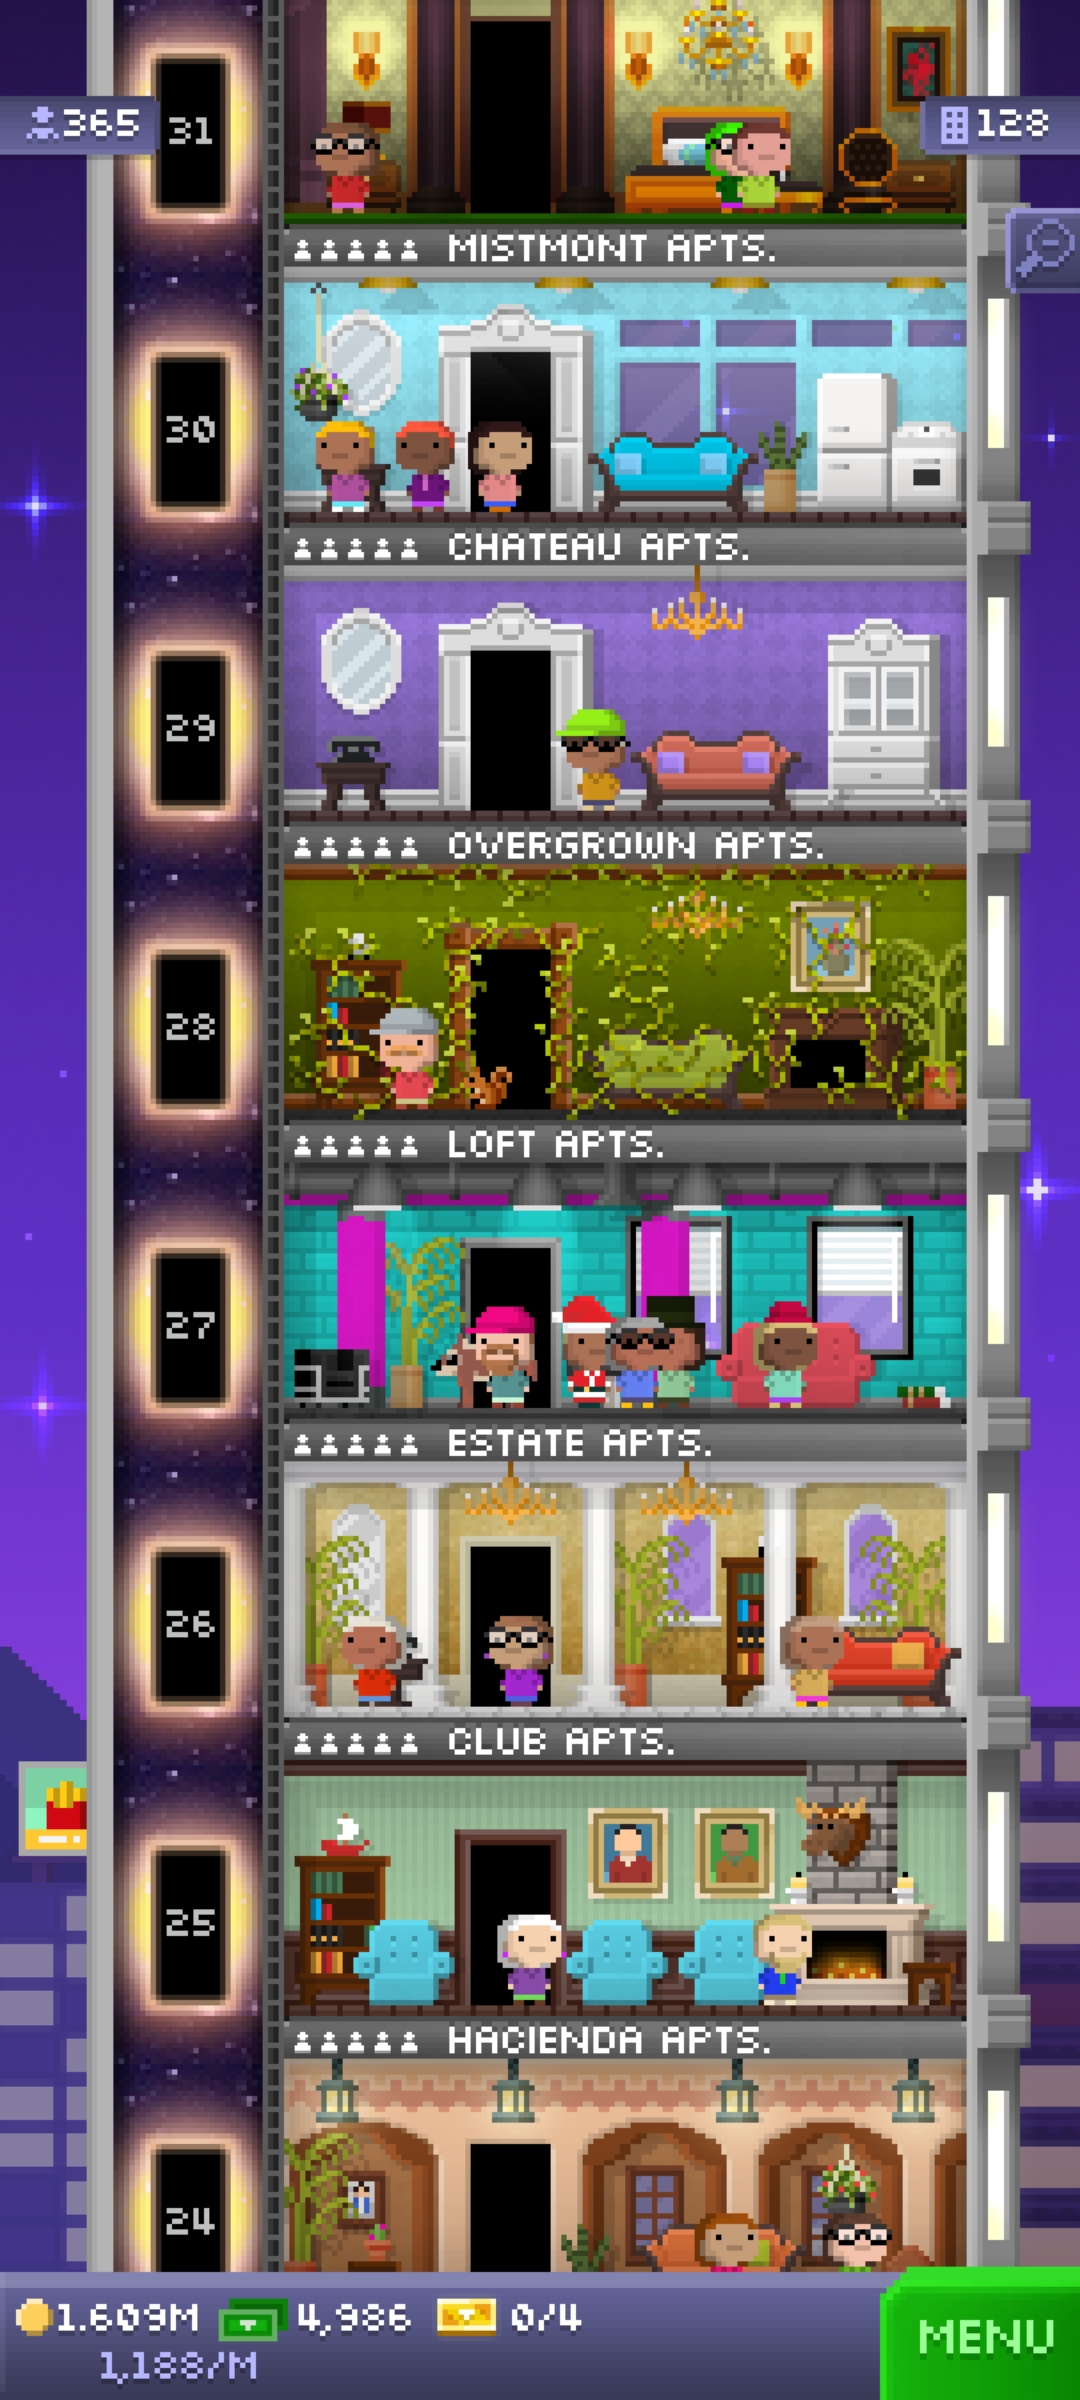 31
365
128
MISTMONT APTS.
30
CHATEAU APTS.
29
OVERGROWN APTS.
28
LOFT APTS.
27
ESTATE APTS.
26
CLUB APTS.
25
HACIENDA APTS.
24
1.609M 4,986 0/4
1,188/M
MENU